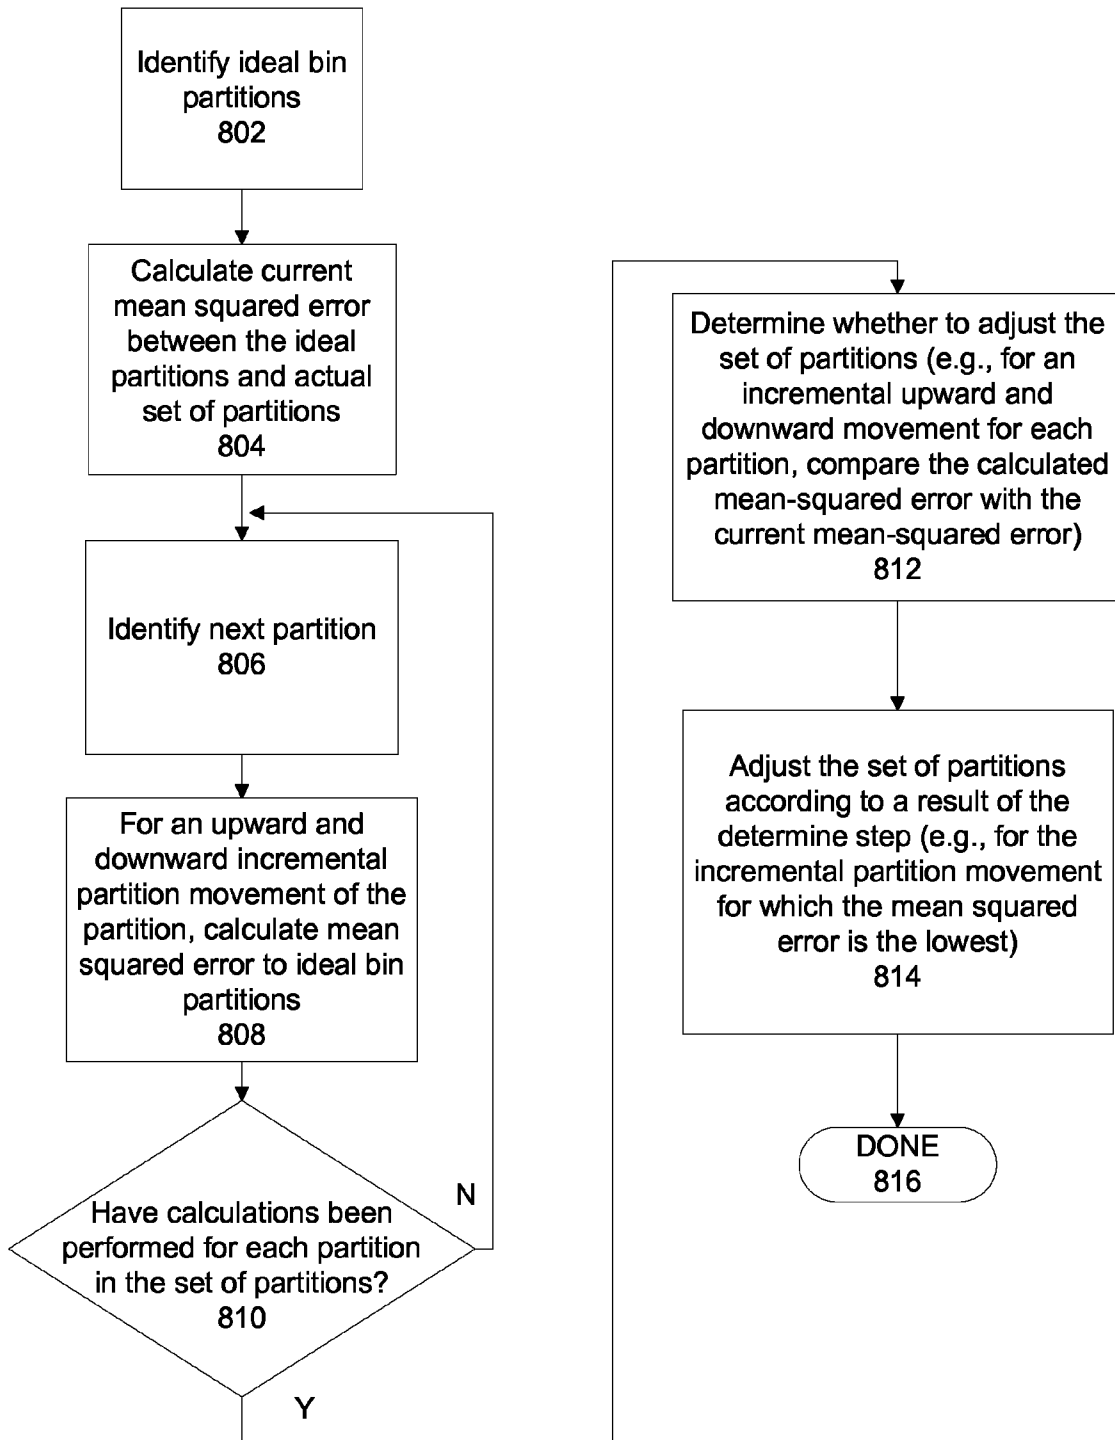 Identify ideal bin
partitions
802
Calculate current
mean squared error
between the ideal
partitions and actual
set of partitions
804
Identify next partition
806
For an upward and
downward incremental
partition movement of the
partition, calculate mean
squared error to ideal bin
partitions
808
Have calculations been
performed for each partition
in the set of partitions?
810
N
Y
Determine whether to adjust the
set of partitions (e.g., for an
incremental upward and
downward movement for each
partition, compare the calculated
mean-squared error with the
current mean-squared error)
812
Adjust the set of partitions
according to a result of the
determine step (e.g., for the
incremental partition movement
for which the mean squared
error is the lowest)
814
DONE
816